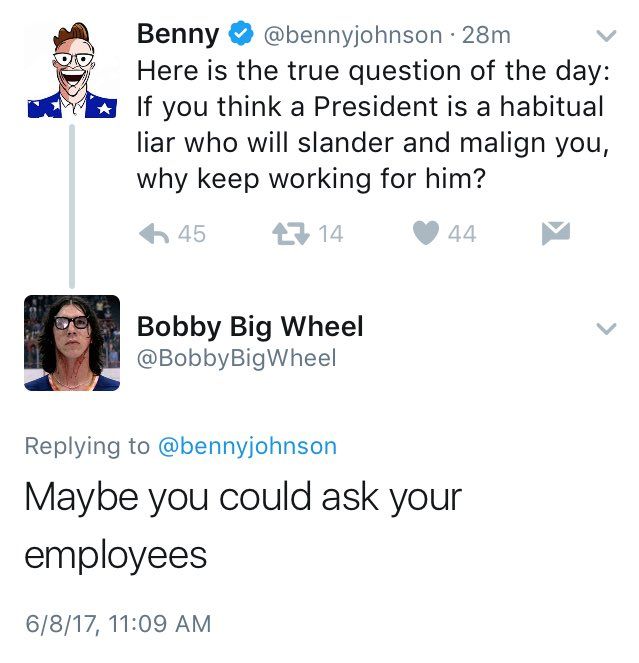 Benny @bennyjohnson · 28m
Here is the true question of the day:
If you think a President is a habitual
liar who will slander and malign you,
why keep working for him?
45 14 44
Bobby Big Wheel
@BobbyBigWheel
Replying to @bennyjohnson
Maybe you could ask your
employees
6/8/17, 11:09 AM